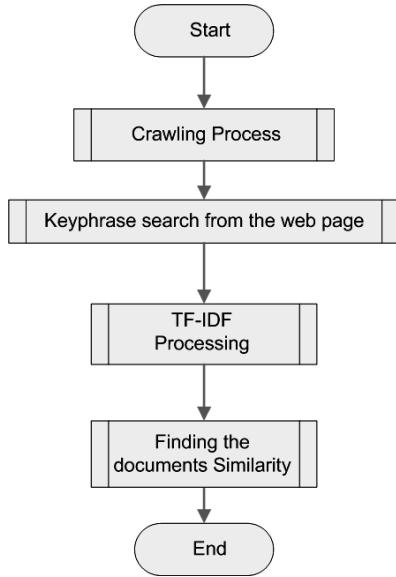 Start
Crawling Process
Keyphrase search from the web page
TF-IDF
Processing
Finding the
documents Similarity
End